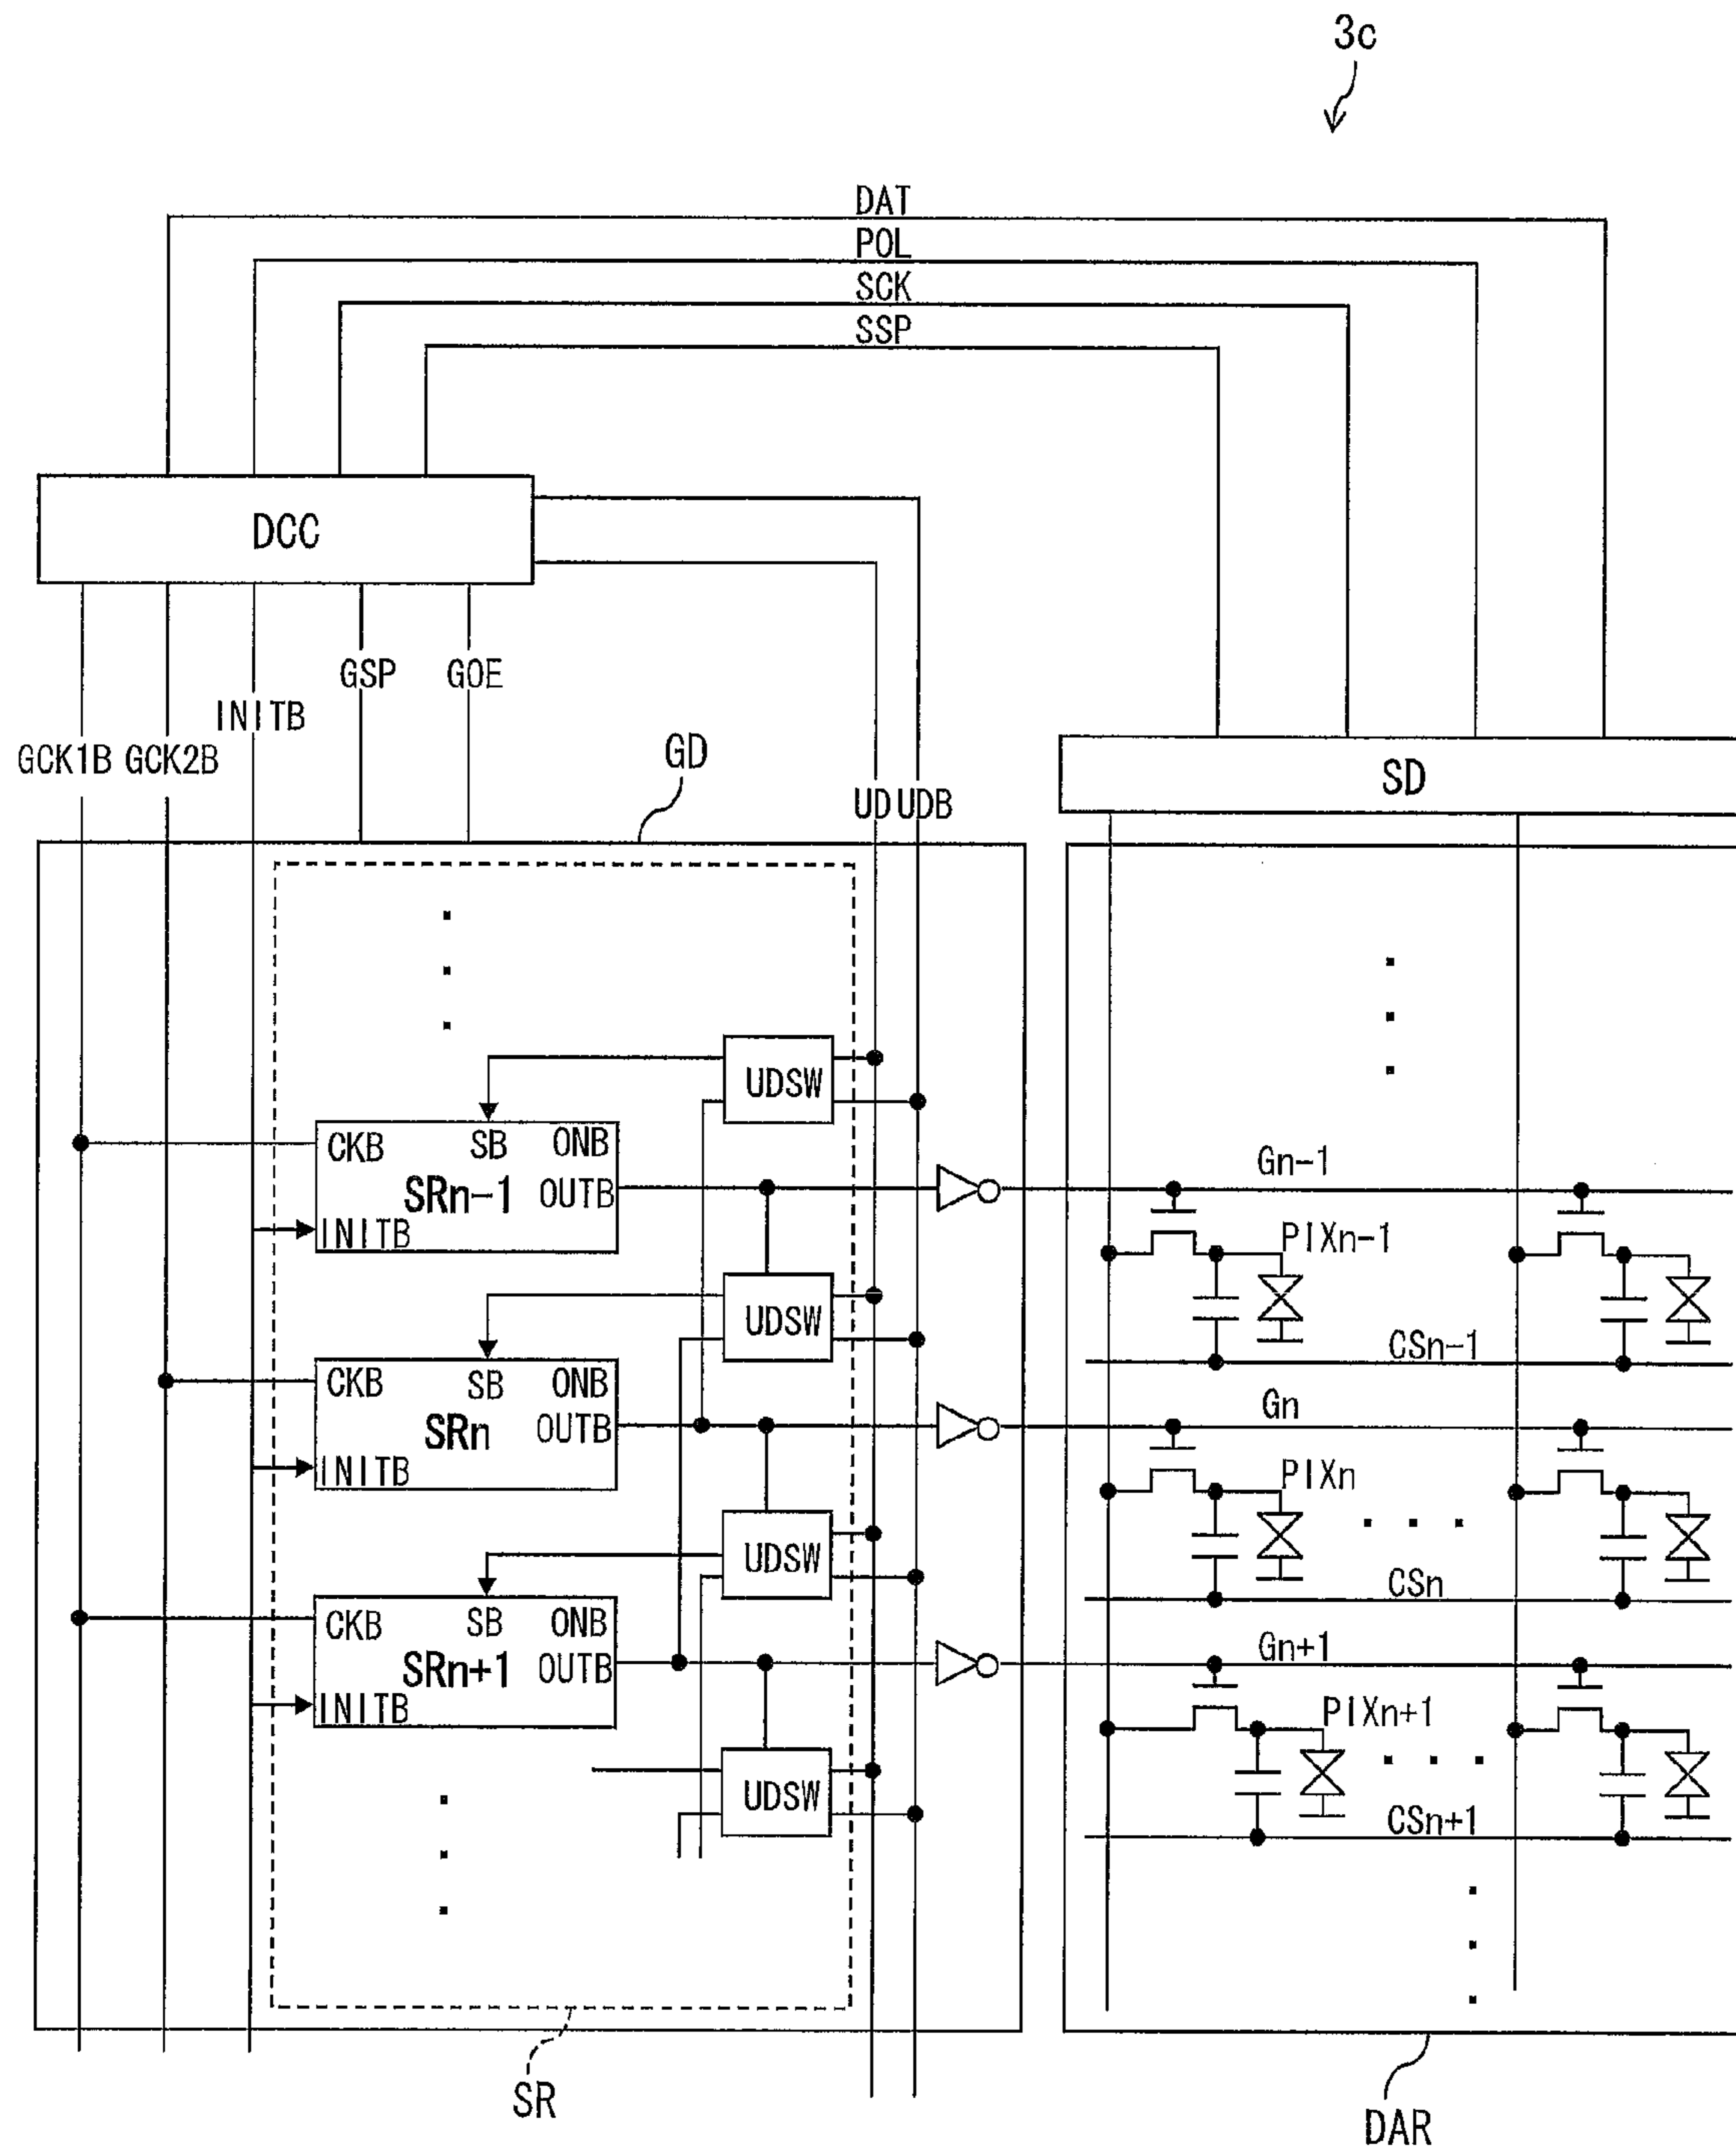 3c
DAT
POL
SCK
SSP
DCC
GSP
GOE
INITB
GCK1B
GCK2B
GD
UD
UDB
SD
UDSW
CKB
SB
ONB
SRn-1
OUTB
INITB
Gn-1
PIXn-1
UDSW
CSn-1
CKB
SB
ONB
SRn
OUTB
INITB
Gn
PIXn
UDSW
CSn
CKB
SB
ONB
SRn+1
OUTB
INITB
Gn+1
PIXn+1
UDSW
CSn+1
SR
DAR